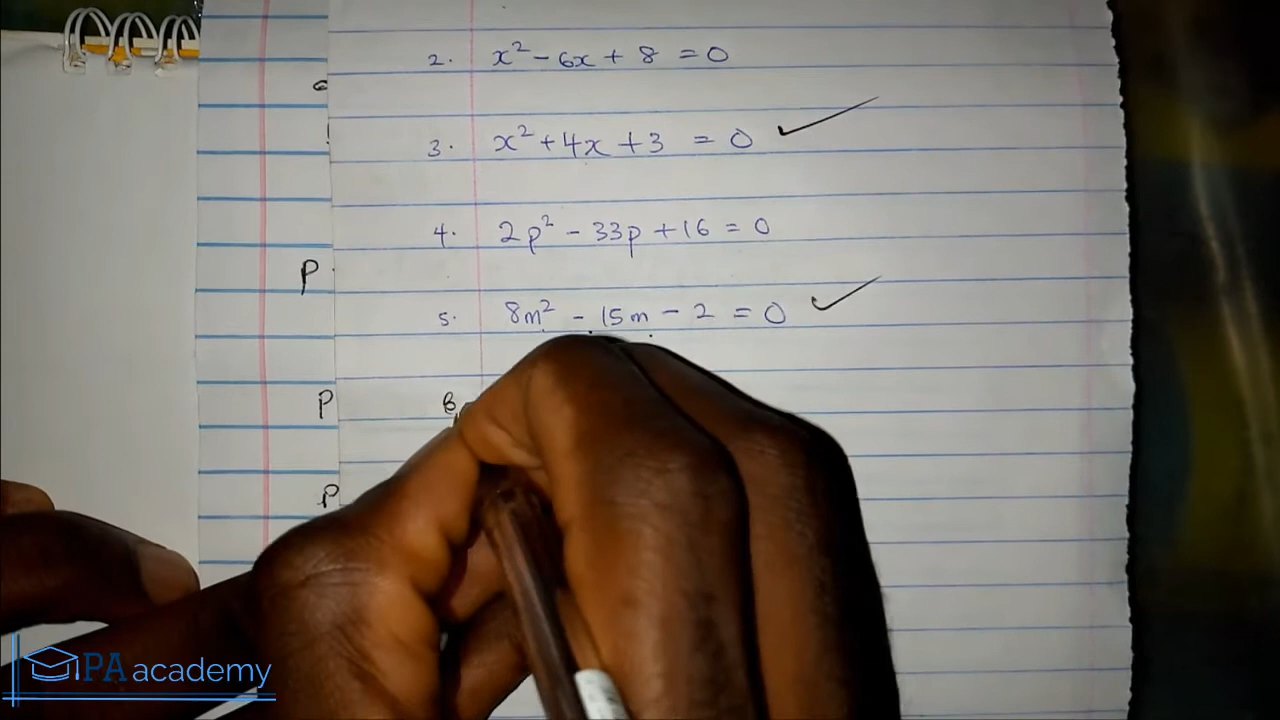 2. x² - 6x + 8 = 0
3. x² + 4x + 3 = 0
4. 2p² - 33p + 16 = 0
P
5. 8m² - 15m - 2 = 0
P
P
PA academy